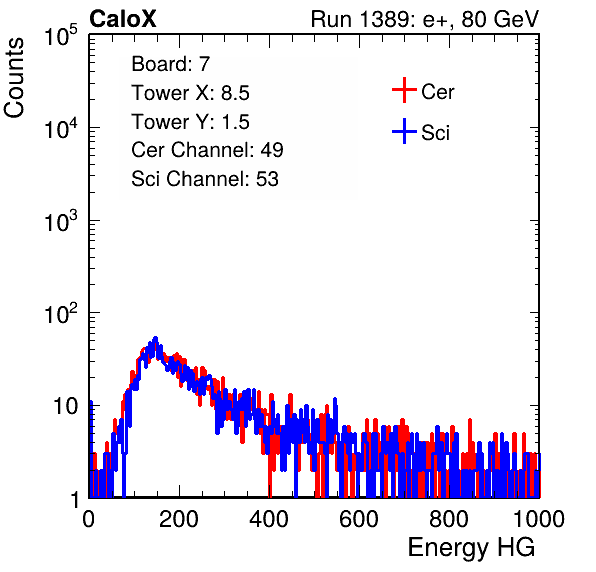 CaloX Run 1389: e+, 80 GeV
Counts
Board: 7
Tower X: 8.5
Tower Y: 1.5
Cer Channel: 49
Sci Channel: 53
Cer
Sci
10^5
10^4
10^3
10^2
10
1
0 200 400 600 800 1000
Energy HG